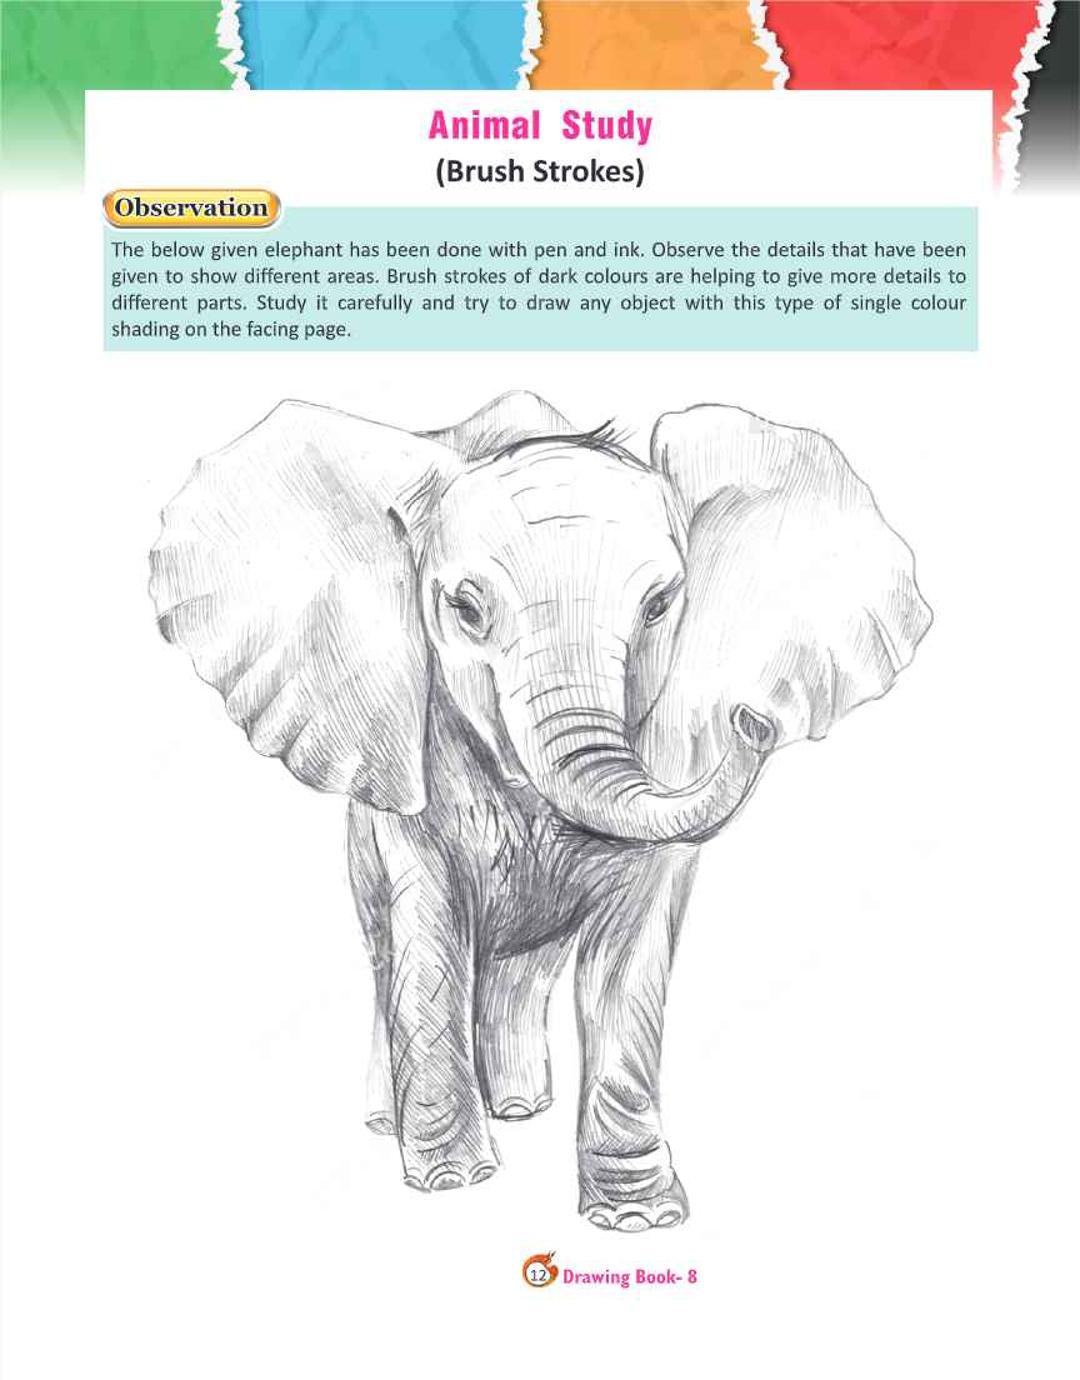 Animal Study
(Brush Strokes)
Observation
The below given elephant has been done with pen and ink. Observe the details that have been
given to show different areas. Brush strokes of dark colours are helping to give more details to
different parts. Study it carefully and try to draw any object with this type of single colour
shading on the facing page.
12 Drawing Book- 8